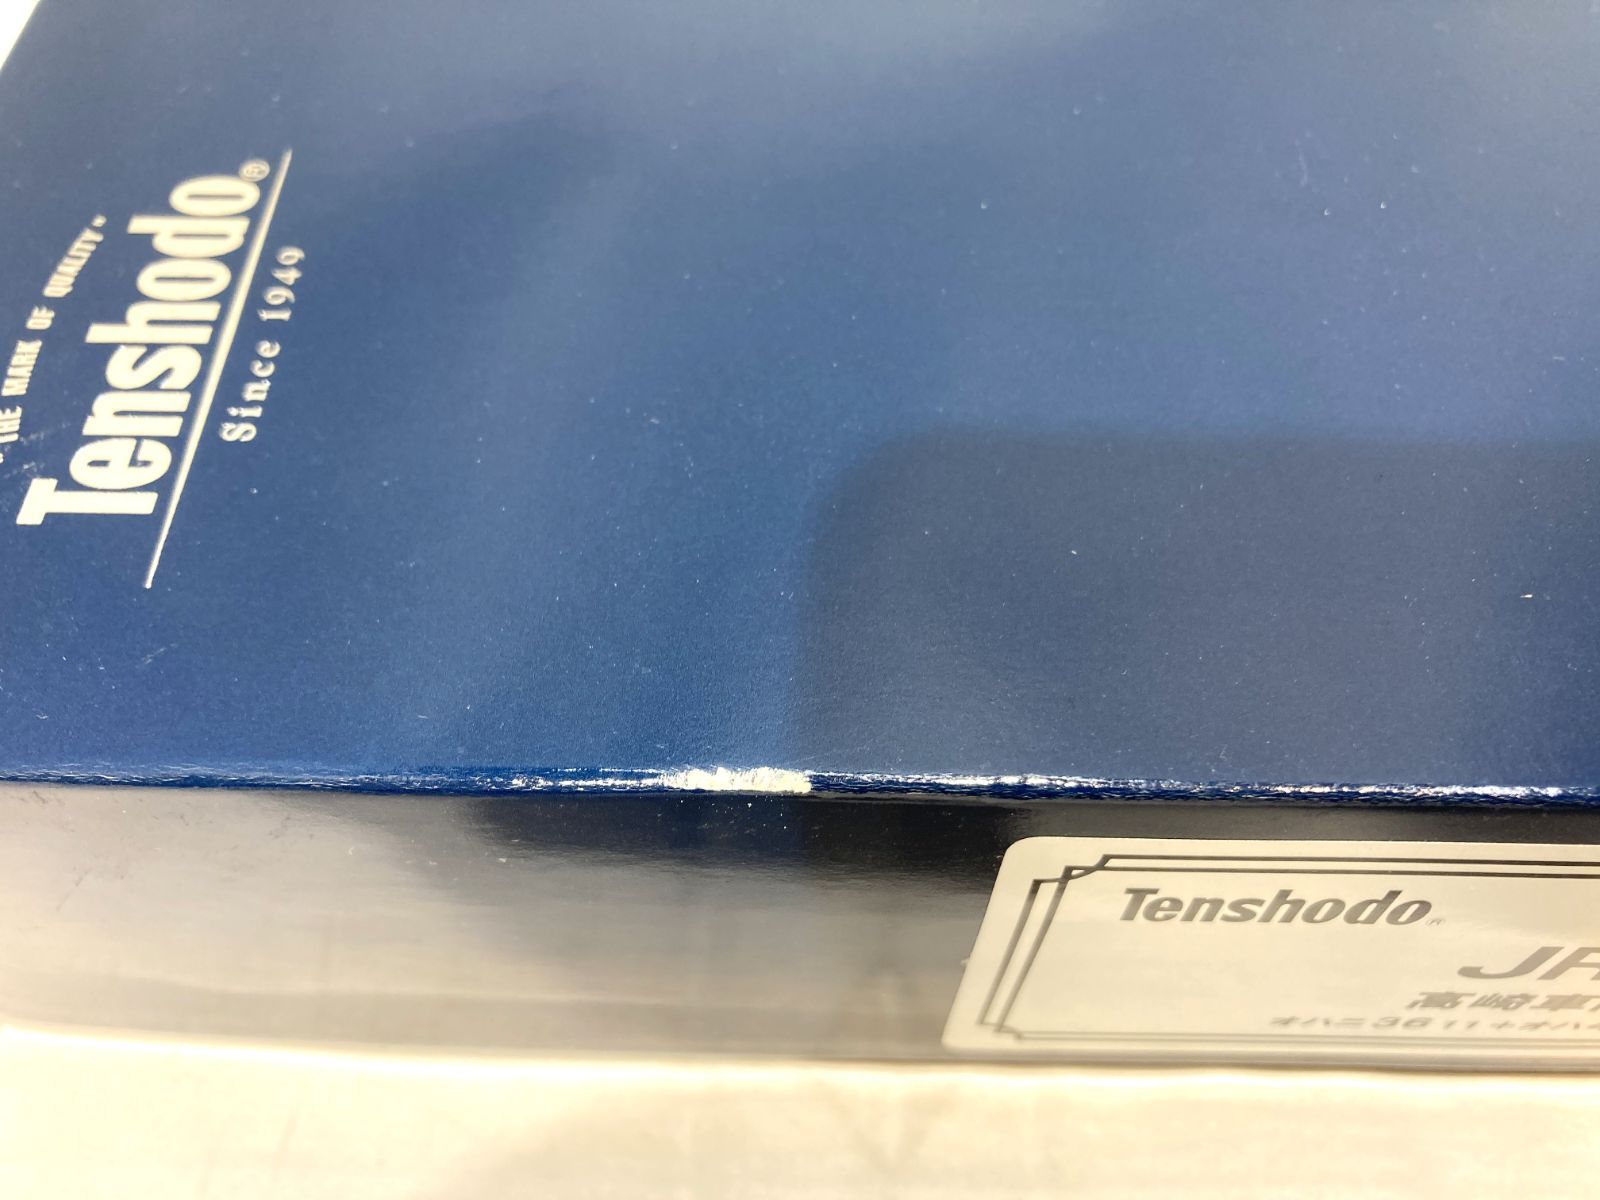 THE MARK OF QUALITY
Tenshodo®
Since 1949
Tenshodo®
JR
高崎車
オハニ36 11+オハ